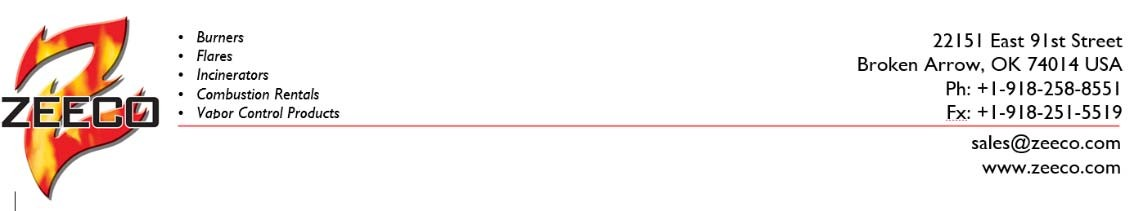 ZEECO
• Burners
• Flares
• Incinerators
• Combustion Rentals
• Vapor Control Products
22151 East 91st Street
Broken Arrow, OK 74014 USA
Ph: +1-918-258-8551
Fx: +1-918-251-5519
sales@zeeco.com
www.zeeco.com